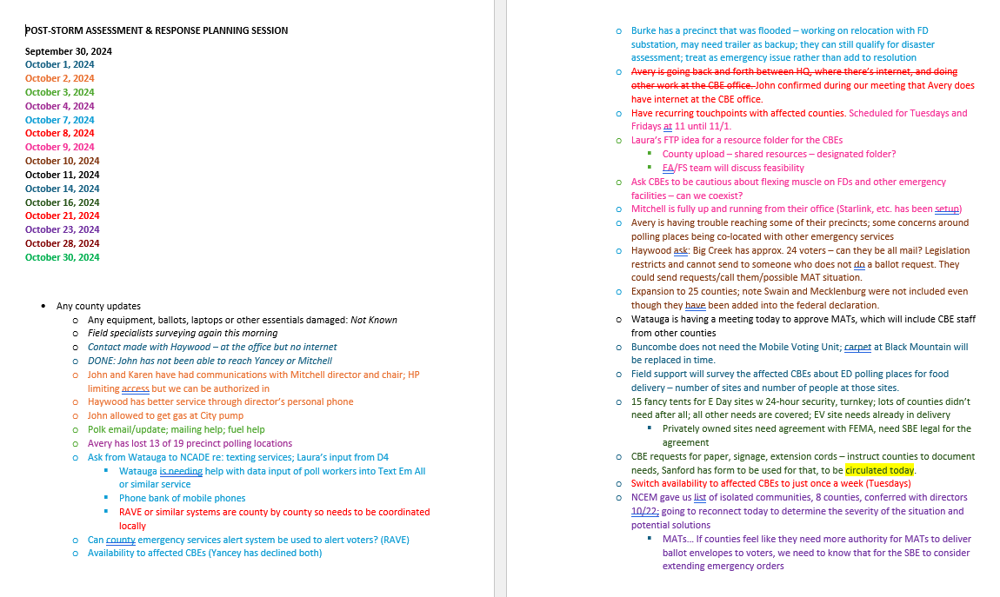 POST-STORM ASSESSMENT & RESPONSE PLANNING SESSION
September 30, 2024
October 1, 2024
October 2, 2024
October 3, 2024
October 4, 2024
October 7, 2024
October 8, 2024
October 9, 2024
October 10, 2024
October 11, 2024
October 14, 2024
October 16, 2024
October 21, 2024
October 23, 2024
October 28, 2024
October 30, 2024
• Any county updates
o Any equipment, ballots, laptops or other essentials damaged: Not Known
o Field specialists surveying again this morning
o Contact made with Haywood – at the office but no internet
o DONE: John has not been able to reach Yancey or Mitchell
o John and Karen have had communications with Mitchell director and chair; HP
limiting access but we can be authorized in
o Haywood has better service through director's personal phone
o John allowed to get gas at City pump
o Polk email/update; mailing help; fuel help
o Avery has lost 13 of 19 precinct polling locations
o Ask from Watauga to NCADE re: texting services; Laura's input from D4
▪ Watauga is needing help with data input of poll workers into Text Em All
or similar service
▪ Phone bank of mobile phones
▪ RAVE or similar systems are county by county so needs to be coordinated
locally
o Can county emergency services alert system be used to alert voters? (RAVE)
o Availability to affected CBEs (Yancey has declined both)
o Burke has a precinct that was flooded – working on relocation with FD
substation, may need trailer as backup; they can still qualify for disaster
assessment; treat as emergency issue rather than add to resolution
o Avery is going back and forth between HQ, where there's internet, and doing
other work at the CBE office. John confirmed during our meeting that Avery does
have internet at the CBE office.
o Have recurring touchpoints with affected counties. Scheduled for Tuesdays and
Fridays at 11 until 11/1.
o Laura's FTP idea for a resource folder for the CBEs
▪ County upload – shared resources – designated folder?
▪ EA/FS team will discuss feasibility
o Ask CBEs to be cautious about flexing muscle on FDs and other emergency
facilities – can we coexist?
o Mitchell is fully up and running from their office (Starlink, etc. has been setup)
o Avery is having trouble reaching some of their precincts; some concerns around
polling places being co-located with other emergency services
o Haywood ask: Big Creek has approx. 24 voters – can they be all mail? Legislation
restricts and cannot send to someone who does not do a ballot request. They
could send requests/call them/possible MAT situation.
o Expansion to 25 counties; note Swain and Mecklenburg were not included even
though they have been added into the federal declaration.
o Watauga is having a meeting today to approve MATs, which will include CBE staff
from other counties
o Buncombe does not need the Mobile Voting Unit; carpet at Black Mountain will
be replaced in time.
o Field support will survey the affected CBEs about ED polling places for food
delivery – number of sites and number of people at those sites.
o 15 fancy tents for E Day sites w 24-hour security, turnkey; lots of counties didn't
need after all; all other needs are covered; EV site needs already in delivery
▪ Privately owned sites need agreement with FEMA, need SBE legal for the
agreement
o CBE requests for paper, signage, extension cords – instruct counties to document
needs, Sanford has form to be used for that, to be circulated today.
o Switch availability to affected CBEs to just once a week (Tuesdays)
o NCEM gave us list of isolated communities, 8 counties, conferred with directors
10/22; going to reconnect today to determine the severity of the situation and
potential solutions
▪ MATs... If counties feel like they need more authority for MATs to deliver
ballot envelopes to voters, we need to know that for the SBE to consider
extending emergency orders